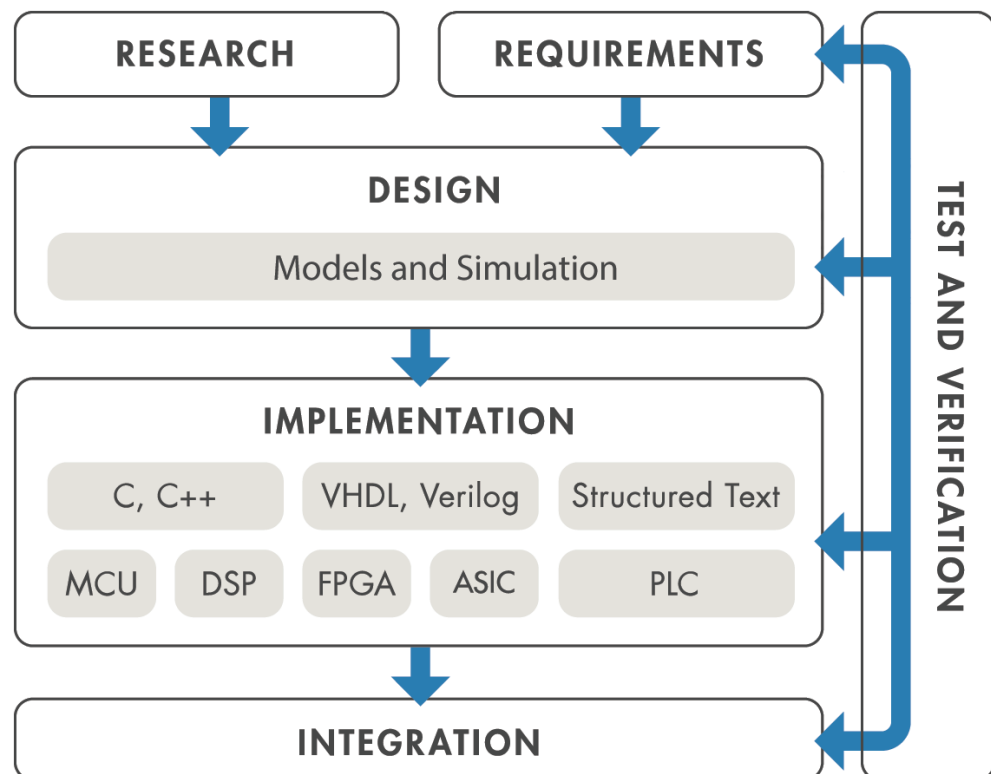 RESEARCH
REQUIREMENTS
DESIGN
Models and Simulation
IMPLEMENTATION
C, C++
VHDL, Verilog
Structured Text
MCU
DSP
FPGA
ASIC
PLC
INTEGRATION
TEST AND VERIFICATION